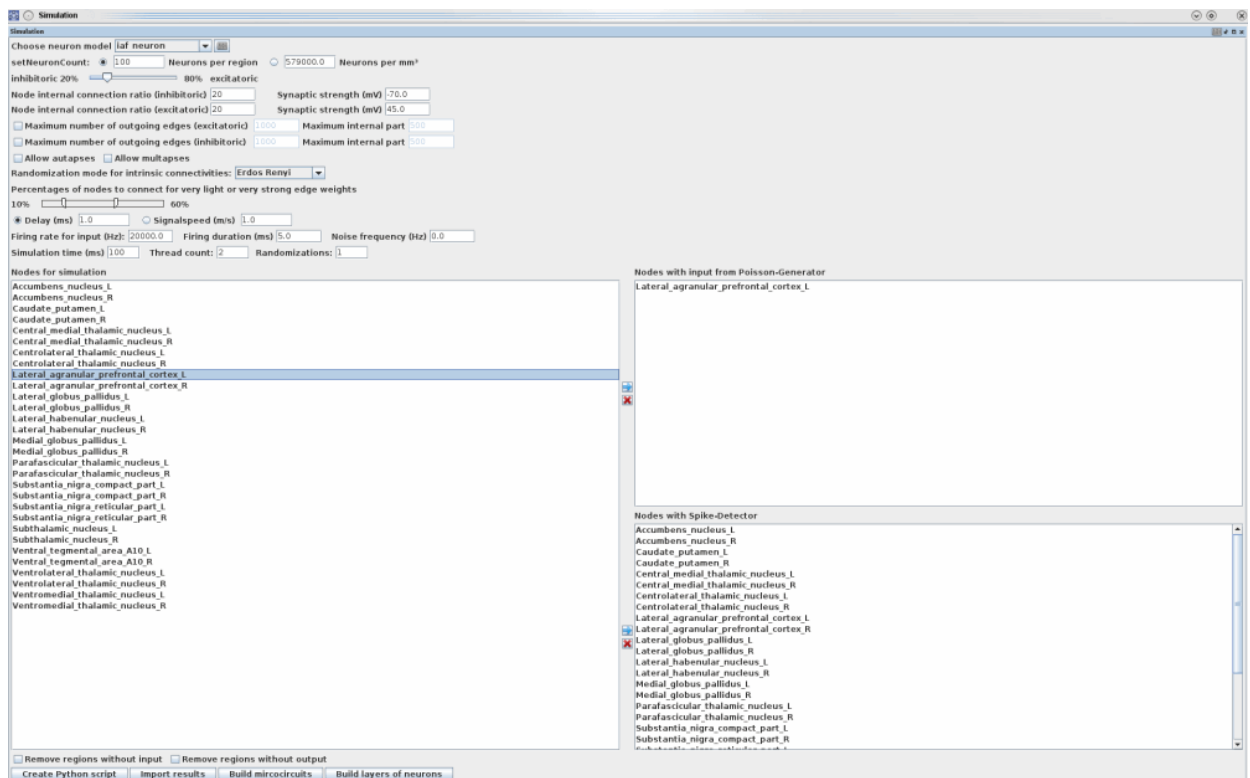 Simulation
Simulation
Choose neuron model iaf neuron
setNeuronCount: 100 Neurons per region 579000.0 Neurons per mm³
inhibitoric 20% 80% excitatoric
Node internal connection ratio (inhibitoric) 20 Synaptic strength (mV) -70.0
Node internal connection ratio (excitatoric) 20 Synaptic strength (mV) 45.0
Maximum number of outgoing edges (excitatoric) 1000 Maximum internal part 500
Maximum number of outgoing edges (inhibitoric) 1000 Maximum internal part 500
Allow autapses Allow multapses
Randomization mode for intrinsic connectivities: Erdos Renyi
Percentages of nodes to connect for very light or very strong edge weights
10% 60%
Delay (ms) 1.0 Signalspeed (m/s) 1.0
Firing rate for input (Hz): 20000.0 Firing duration (ms) 5.0 Noise frequency (Hz) 0.0
Simulation time (ms) 100 Thread count: 2 Randomizations: 1
Nodes for simulation
Accumbens_nucleus_L
Accumbens_nucleus_R
Caudate_putamen_L
Caudate_putamen_R
Central_medial_thalamic_nucleus_L
Central_medial_thalamic_nucleus_R
Centrolateral_thalamic_nucleus_L
Centrolateral_thalamic_nucleus_R
Lateral_agranular_prefrontal_cortex_L
Lateral_agranular_prefrontal_cortex_R
Lateral_globus_pallidus_L
Lateral_globus_pallidus_R
Lateral_habenular_nucleus_L
Lateral_habenular_nucleus_R
Medial_globus_pallidus_L
Medial_globus_pallidus_R
Parafascicular_thalamic_nucleus_L
Parafascicular_thalamic_nucleus_R
Substantia_nigra_compact_part_L
Substantia_nigra_compact_part_R
Substantia_nigra_reticular_part_L
Substantia_nigra_reticular_part_R
Subthalamic_nucleus_L
Subthalamic_nucleus_R
Ventral_tegmental_area_A10_L
Ventral_tegmental_area_A10_R
Ventrolateral_thalamic_nucleus_L
Ventrolateral_thalamic_nucleus_R
Ventromedial_thalamic_nucleus_L
Ventromedial_thalamic_nucleus_R
Nodes with input from Poisson-Generator
Lateral_agranular_prefrontal_cortex_L
Nodes with Spike-Detector
Accumbens_nucleus_L
Accumbens_nucleus_R
Caudate_putamen_L
Caudate_putamen_R
Central_medial_thalamic_nucleus_L
Central_medial_thalamic_nucleus_R
Centrolateral_thalamic_nucleus_L
Centrolateral_thalamic_nucleus_R
Lateral_agranular_prefrontal_cortex_L
Lateral_agranular_prefrontal_cortex_R
Lateral_globus_pallidus_L
Lateral_globus_pallidus_R
Lateral_habenular_nucleus_L
Lateral_habenular_nucleus_R
Medial_globus_pallidus_L
Medial_globus_pallidus_R
Parafascicular_thalamic_nucleus_L
Parafascicular_thalamic_nucleus_R
Substantia_nigra_compact_part_L
Substantia_nigra_compact_part_R
Remove regions without input Remove regions without output
Create Python script Import results Build mircocircuits Build layers of neurons